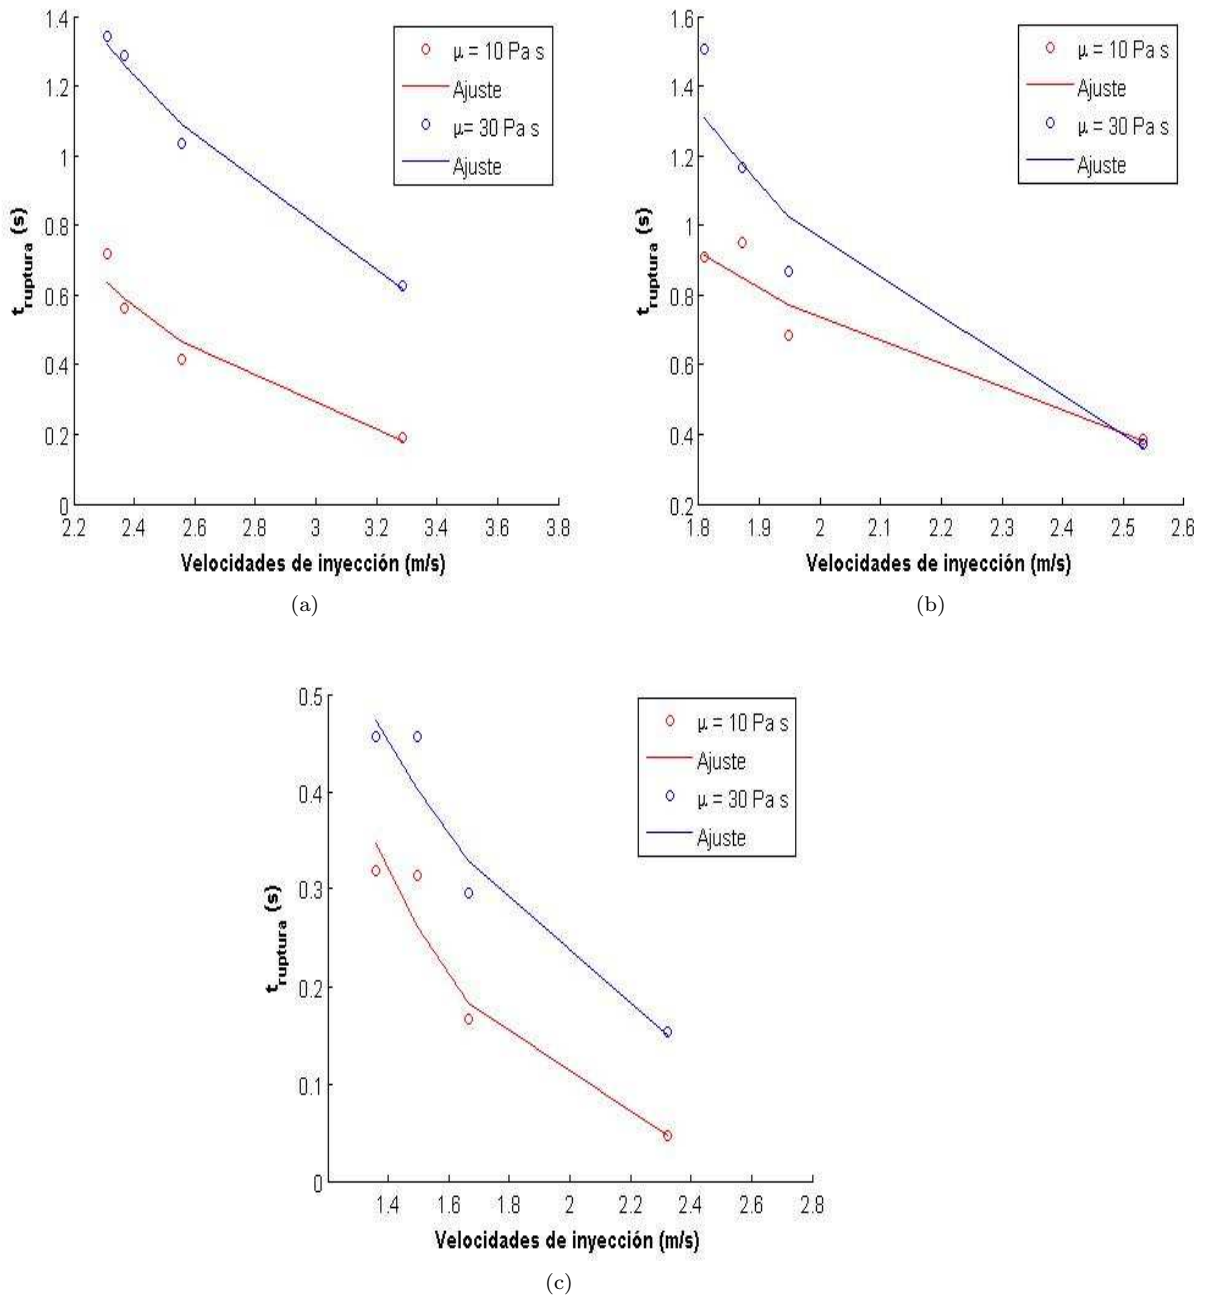 1.4
1.2
1
0.8
0.6
0.4
0.2
0
t_ruptura (s)
μ = 10 Pa s
Ajuste
μ= 30 Pa s
Ajuste
2.2 2.4 2.6 2.8 3 3.2 3.4 3.6 3.8
Velocidades de inyección (m/s)
(a)
1.6
1.4
1.2
1
0.8
0.6
0.4
0.2
t_ruptura (s)
μ = 10 Pa s
Ajuste
μ = 30 Pa s
Ajuste
1.8 1.9 2 2.1 2.2 2.3 2.4 2.5 2.6
Velocidades de inyección (m/s)
(b)
0.5
0.4
0.3
0.2
0.1
0
t_ruptura (s)
μ = 10 Pa s
Ajuste
μ = 30 Pa s
Ajuste
1.4 1.6 1.8 2 2.2 2.4 2.6 2.8
Velocidades de inyección (m/s)
(c)